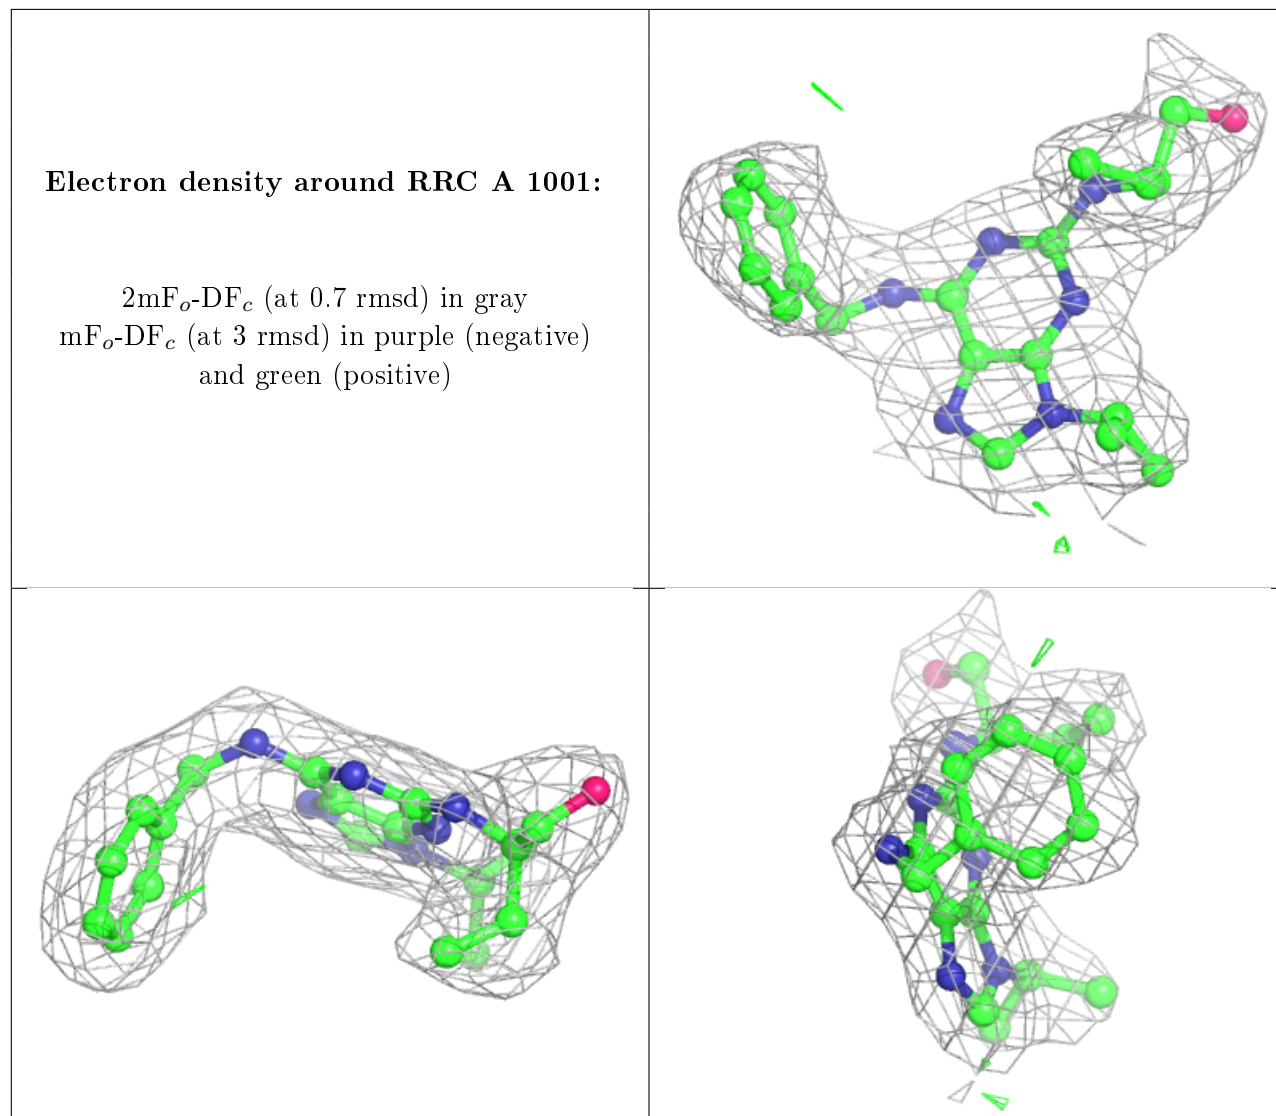 Electron density around RRC A 1001:
2mFₒ-DF𝒸 (at 0.7 rmsd) in gray
mFₒ-DF𝒸 (at 3 rmsd) in purple (negative)
and green (positive)